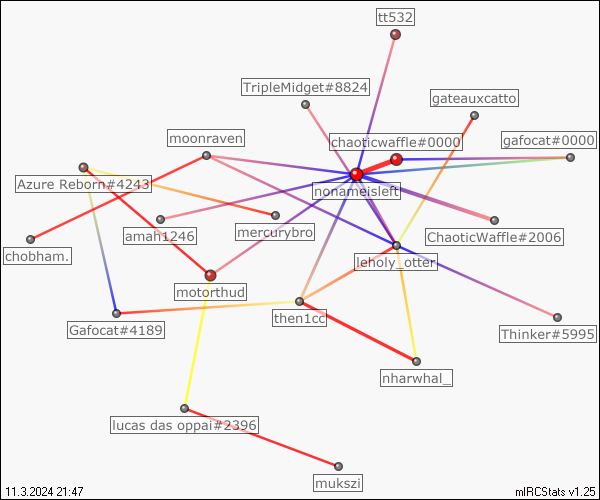 tt532
TripleMidget#8824
gateauxcatto
moonraven
chaoticwaffle#0000
gafocat#0000
Azure Reborn#4243
nonameisleft
amah1246
mercurybro
ChaoticWaffle#2006
chobham.
leholy_otter
motorthud
then1cc
Gafocat#4189
Thinker#5995
nharwhal_
lucas das oppai#2396
mukszi
11.3.2024 21:47
mIRCStats v1.25